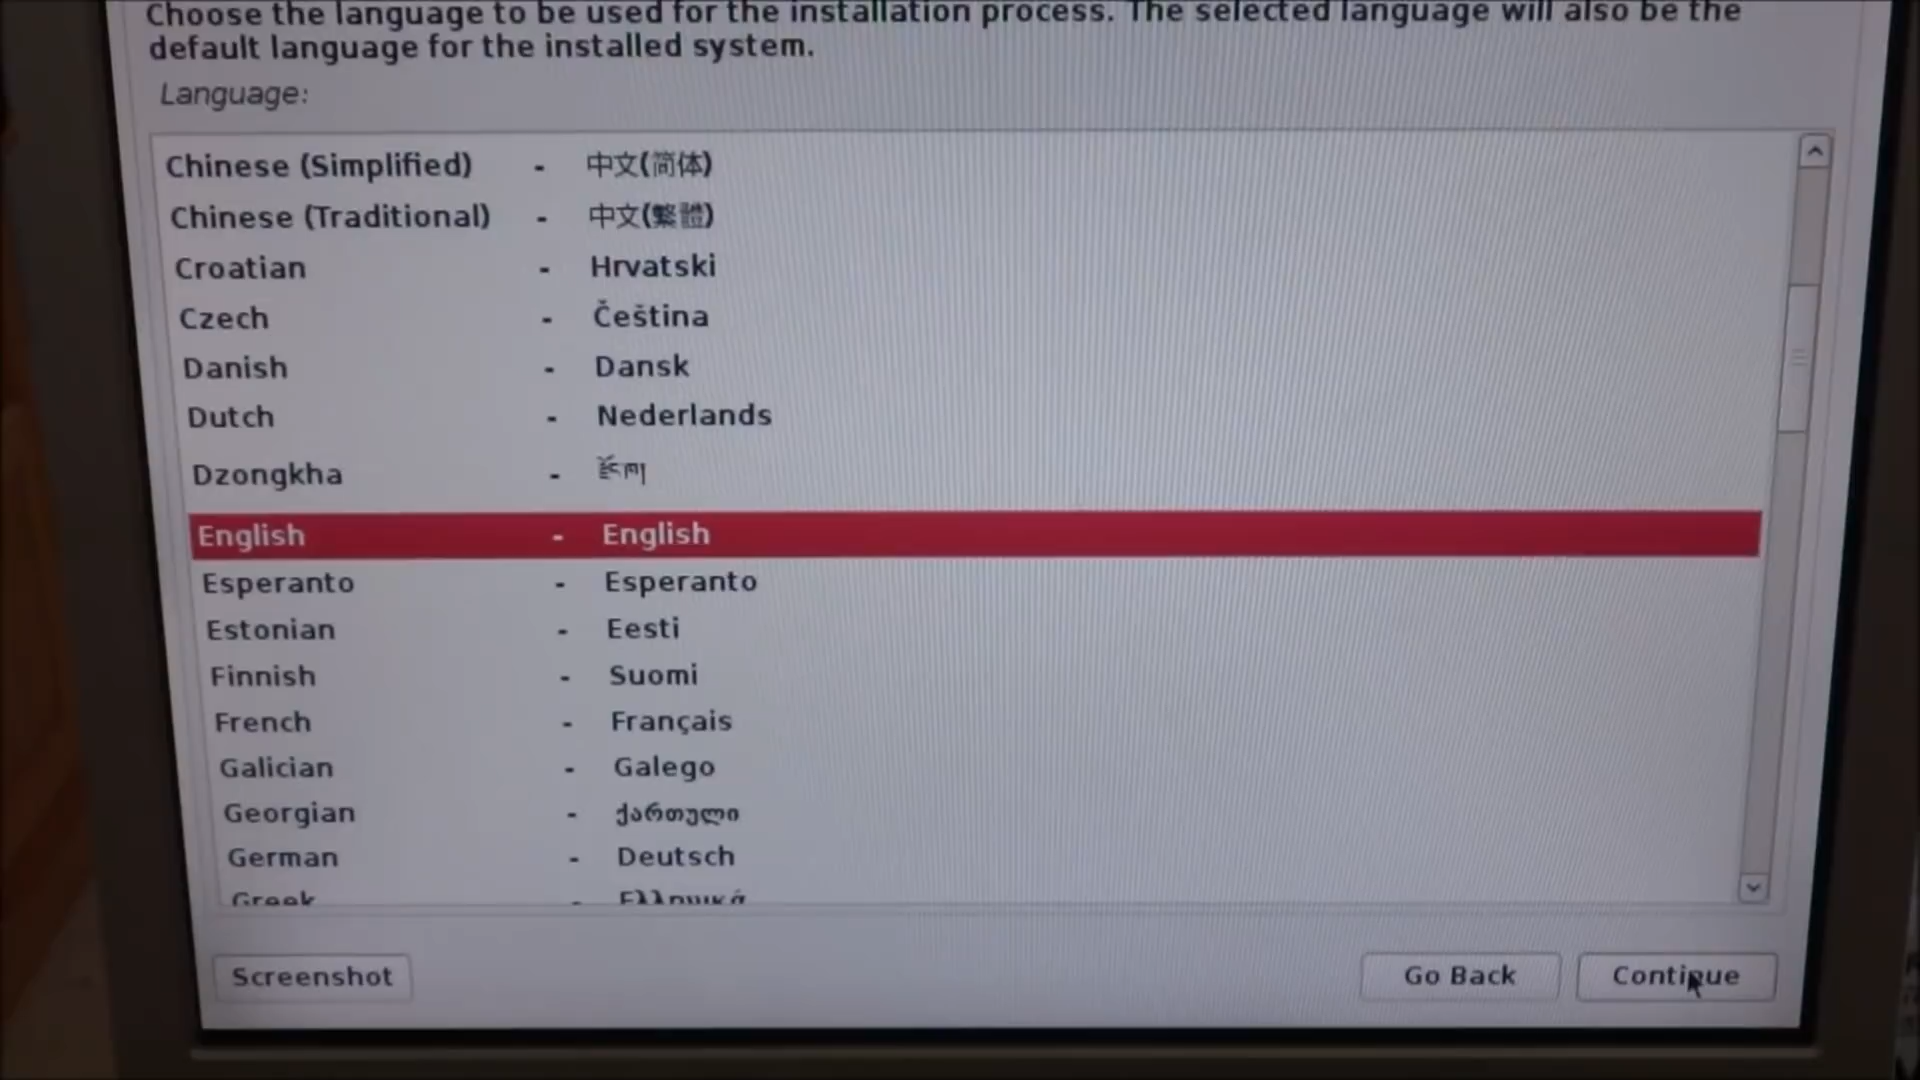 Choose the language to be used for the installation process. The selected language will also be the
default language for the installed system.
Language:
Chinese (Simplified) - 中文(简体)
Chinese (Traditional) - 中文(繁體)
Croatian - Hrvatski
Czech - Čeština
Danish - Dansk
Dutch - Nederlands
Dzongkha - རྫོང་ཁ།
English - English
Esperanto - Esperanto
Estonian - Eesti
Finnish - Suomi
French - Français
Galician - Galego
Georgian - ქართული
German - Deutsch
Greek - Ελληνικά
Screenshot Go Back Continue